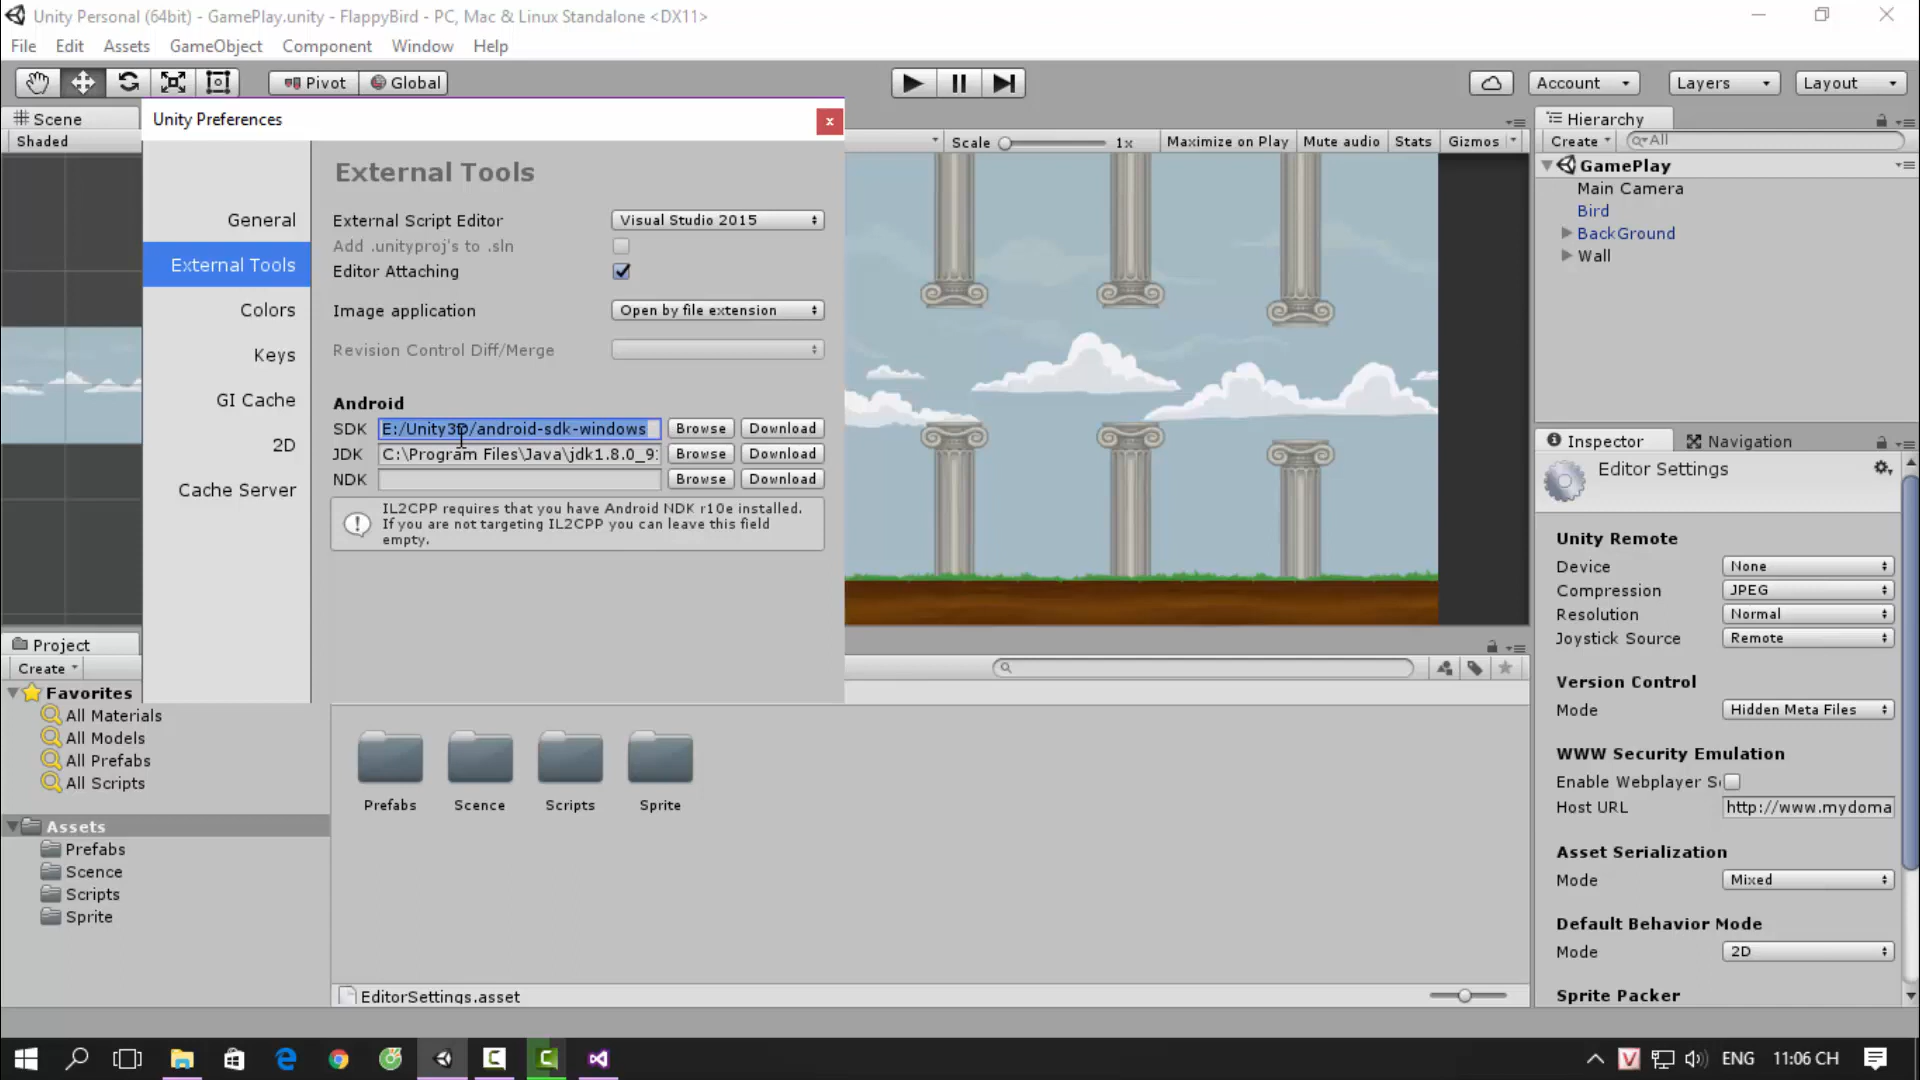 Unity Personal (64bit) - GamePlay.unity - FlappyBird - PC, Mac & Linux Standalone <DX11>
File Edit Assets GameObject Component Window Help
Pivot Global Account Layers Layout
Scene
Shaded
Unity Preferences
x
General
External Tools
Colors
Keys
GI Cache
2D
Cache Server
External Tools
External Script Editor Visual Studio 2015
Add .unityproj's to .sln
Editor Attaching
Image application Open by file extension
Revision Control Diff/Merge
Android
SDK E:/Unity3D/android-sdk-windows Browse Download
JDK C:\Program Files\Java\jdk1.8.0_9 Browse Download
NDK Browse Download
IL2CPP requires that you have Android NDK r10e installed.
If you are not targeting IL2CPP you can leave this field
empty.
Scale 1x Maximize on Play Mute audio Stats Gizmos
Hierarchy
Create All
GamePlay
Main Camera
Bird
BackGround
Wall
Inspector Navigation
Editor Settings
Unity Remote
Device None
Compression JPEG
Resolution Normal
Joystick Source Remote
Version Control
Mode Hidden Meta Files
WWW Security Emulation
Enable Webplayer S
Host URL http://www.mydoma
Asset Serialization
Mode Mixed
Default Behavior Mode
Mode 2D
Sprite Packer
Project
Create
Favorites
All Materials
All Models
All Prefabs
All Scripts
Assets
Prefabs
Scence
Scripts
Sprite
Prefabs Scence Scripts Sprite
EditorSettings.asset
ENG 11:06 CH